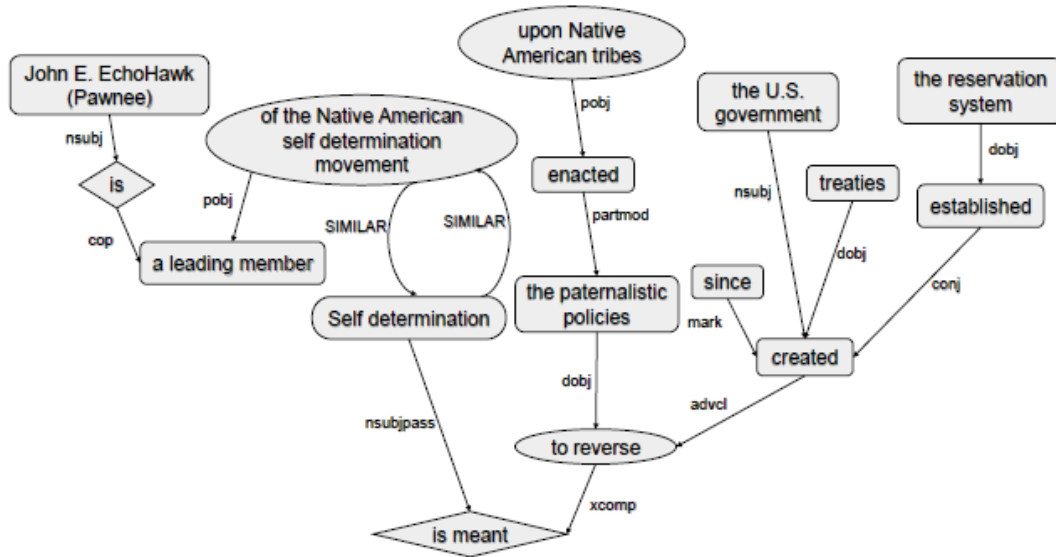 upon Native
American tribes
John E. EchoHawk
(Pawnee)
the U.S.
government
the reservation
system
pobj
nsubj
of the Native American
self determination
movement
dobj
is
enacted
treaties
nsubj
pobj
established
SIMILAR
SIMILAR
partmod
cop
a leading member
dobj
since
conj
Self determination
the paternalistic
policies
mark
created
dobj
advcl
nsubjpass
to reverse
xcomp
is meant